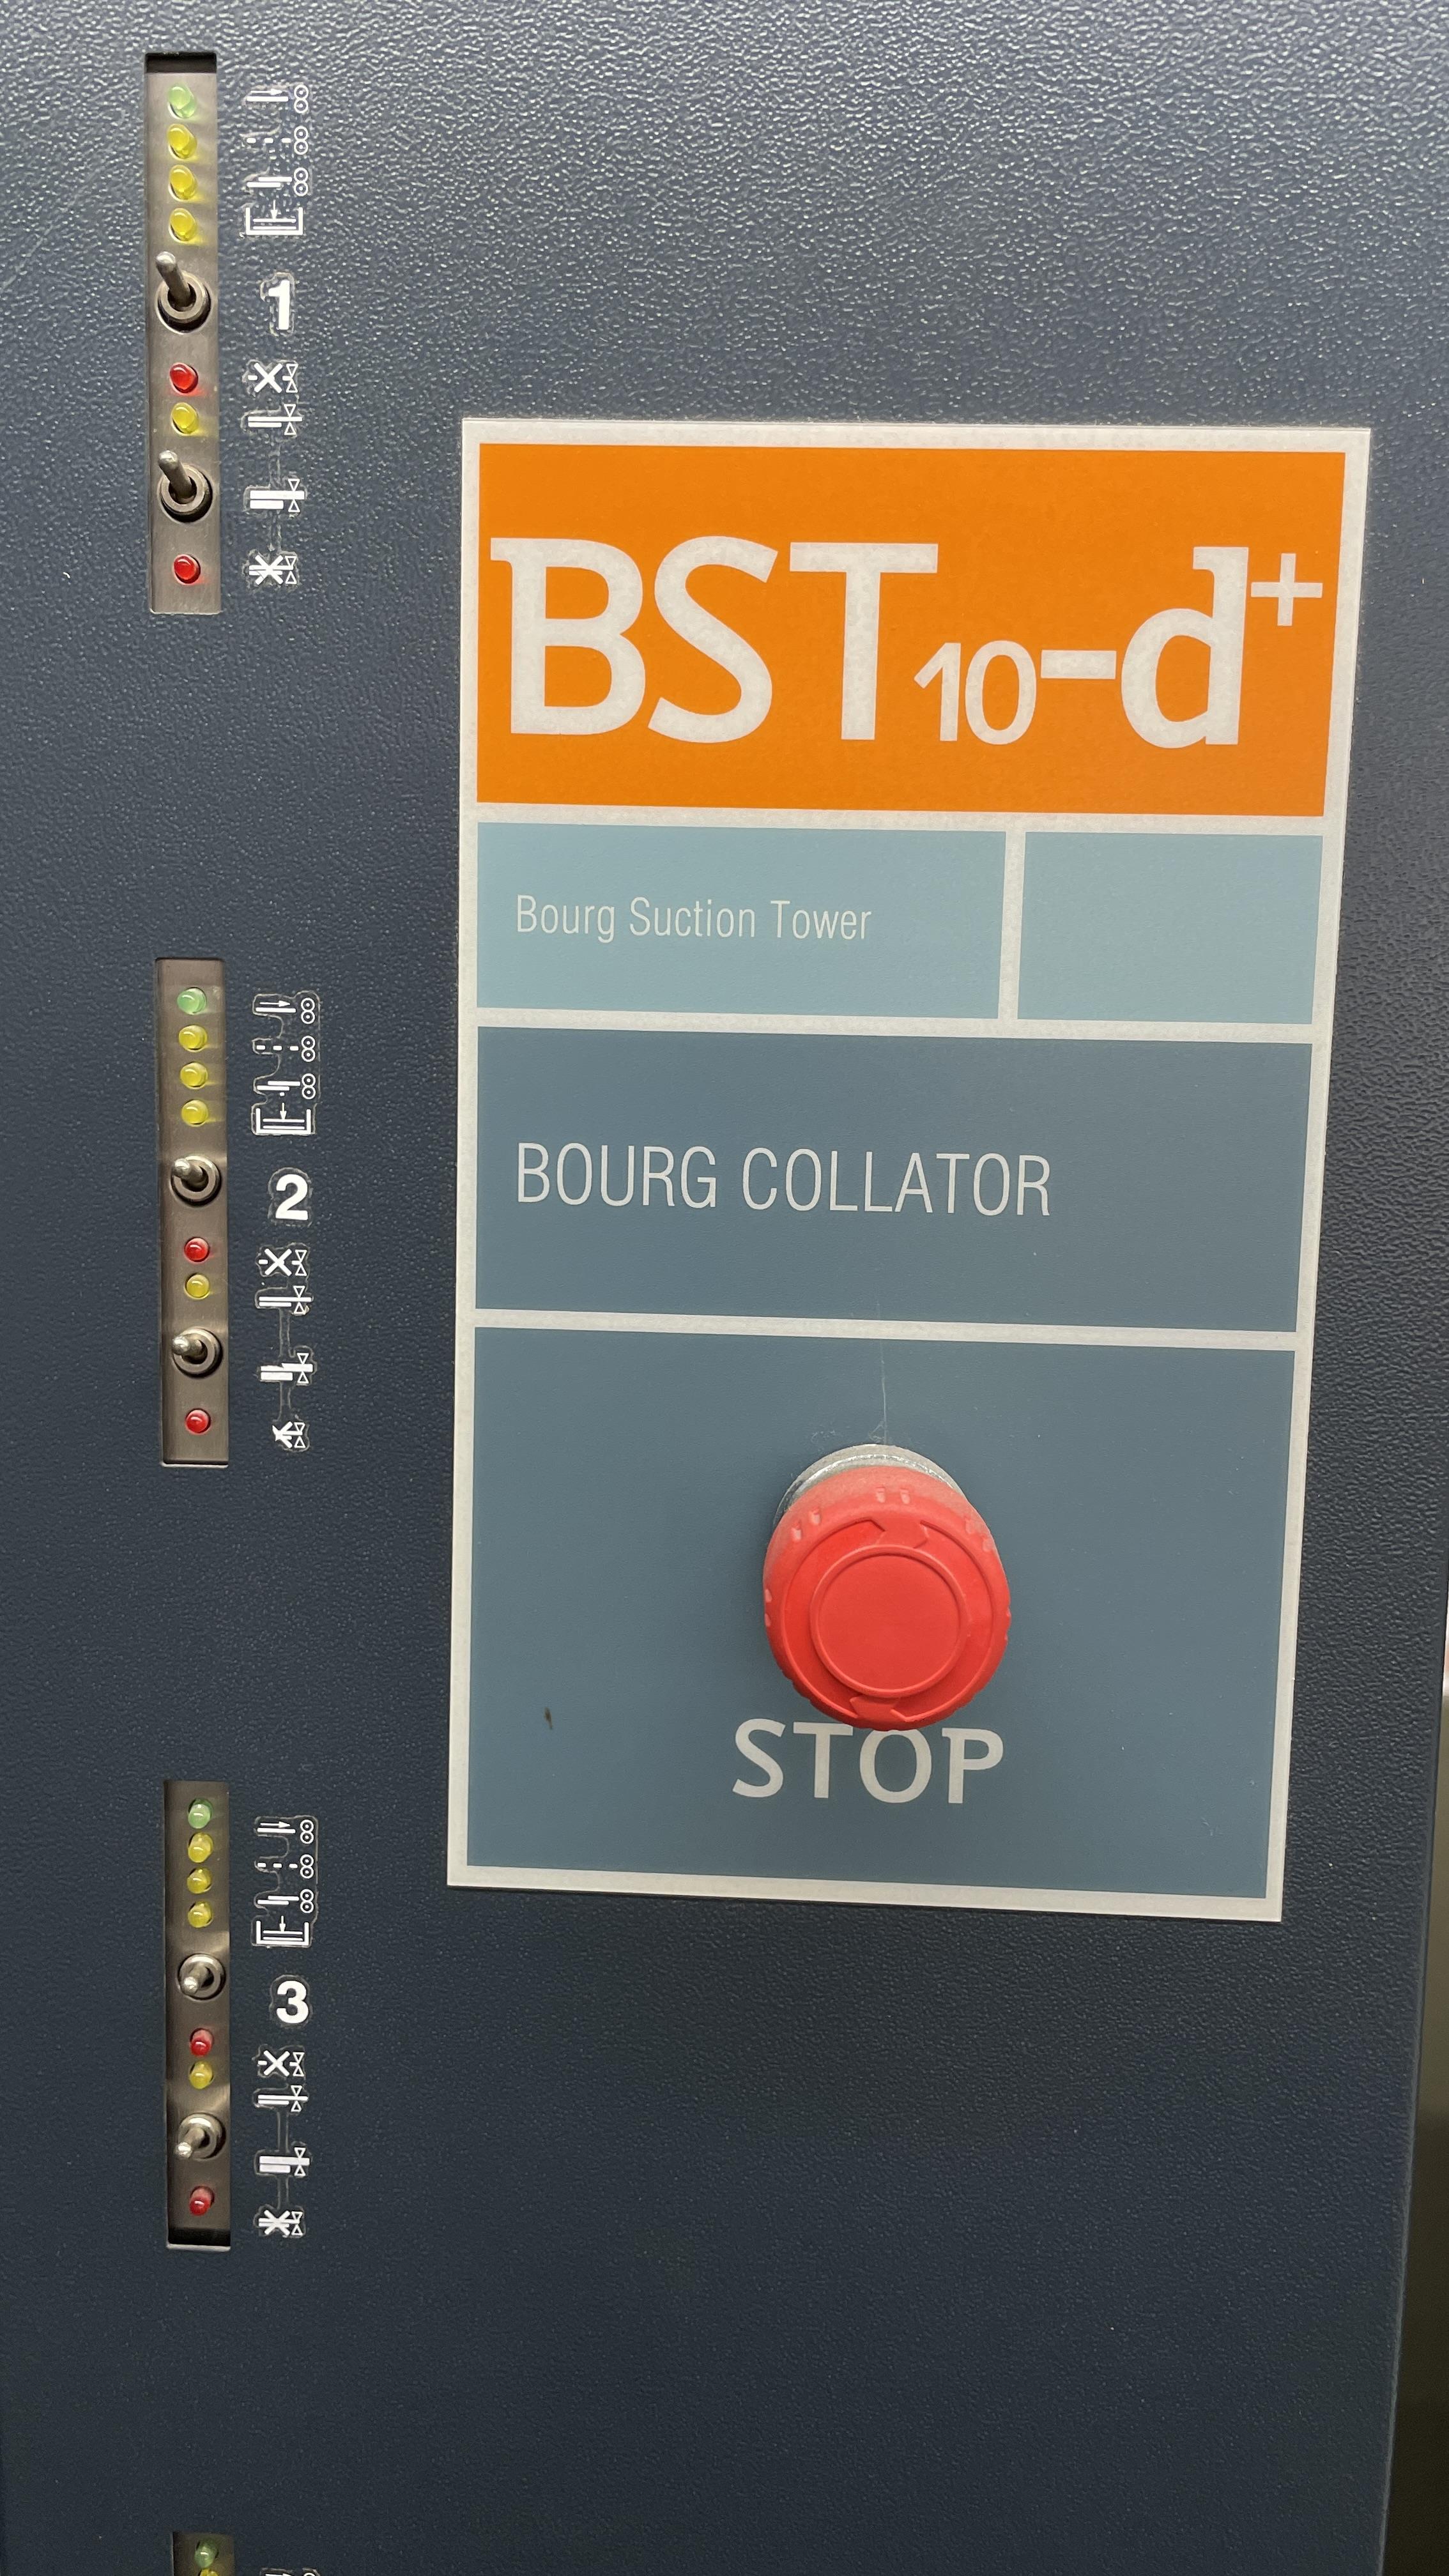 1
BST10-d+
Bourg Suction Tower
2
BOURG COLLATOR
STOP
3